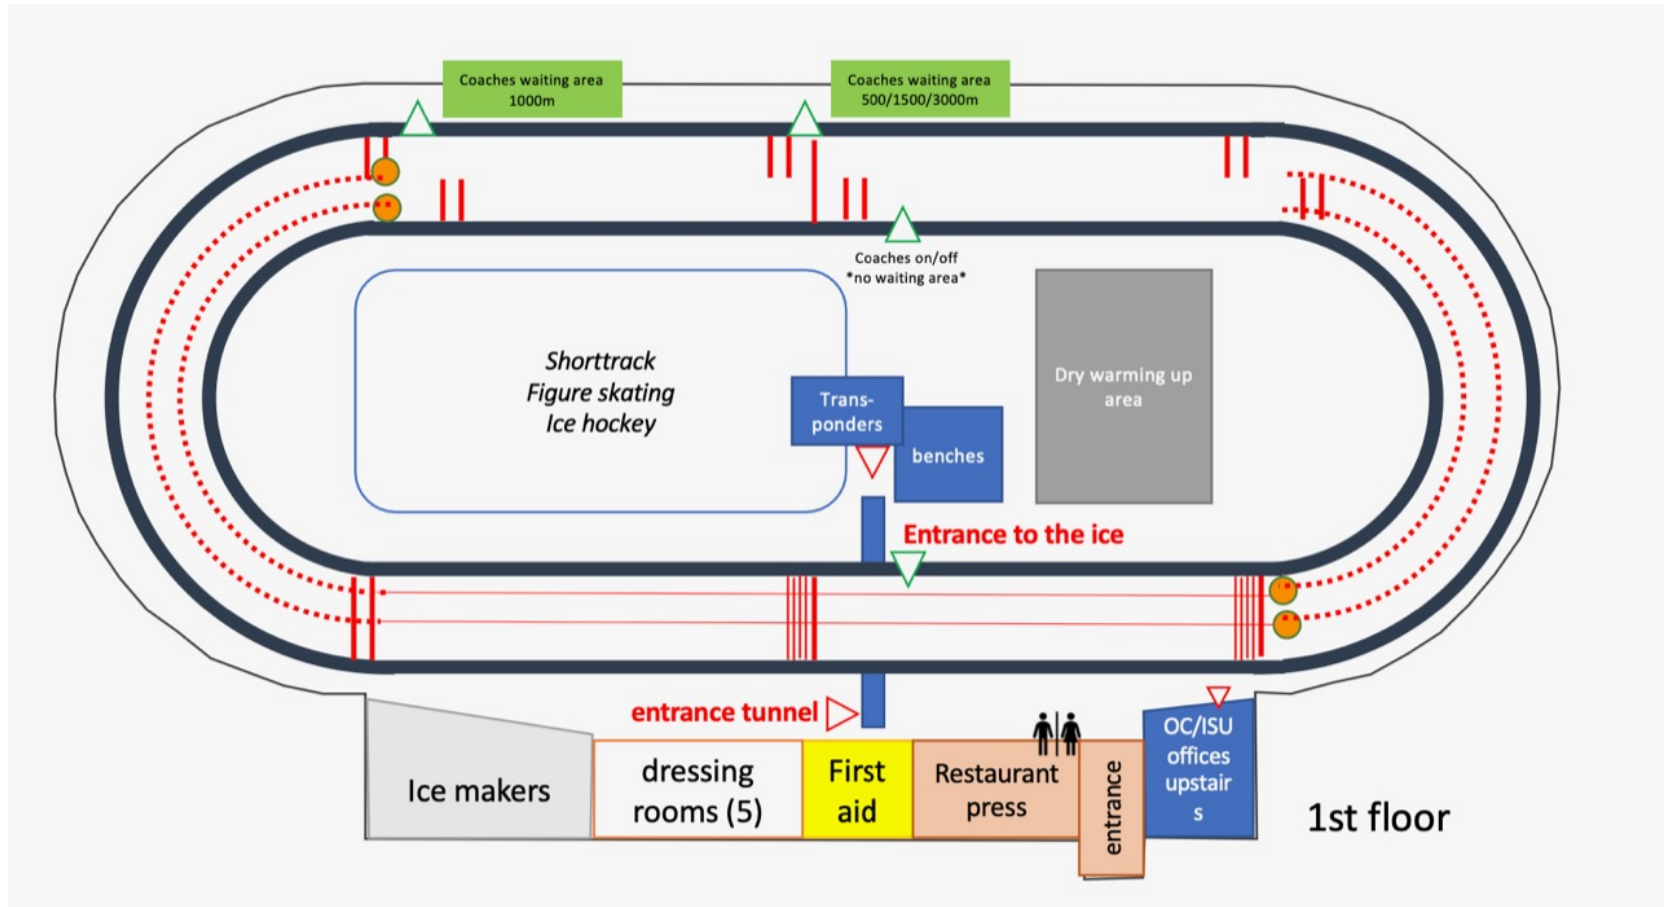 Coaches waiting area
1000m
Coaches waiting area
500/1500/3000m
Coaches on/off
*no waiting area*
Shorttrack
Figure skating
Ice hockey
Trans-
ponders
benches
Dry warming up
area
Entrance to the ice
entrance tunnel
Ice makers
dressing
rooms (5)
First
aid
Restaurant
press
entrance
OC/ISU
offices
upstair
s
1st floor